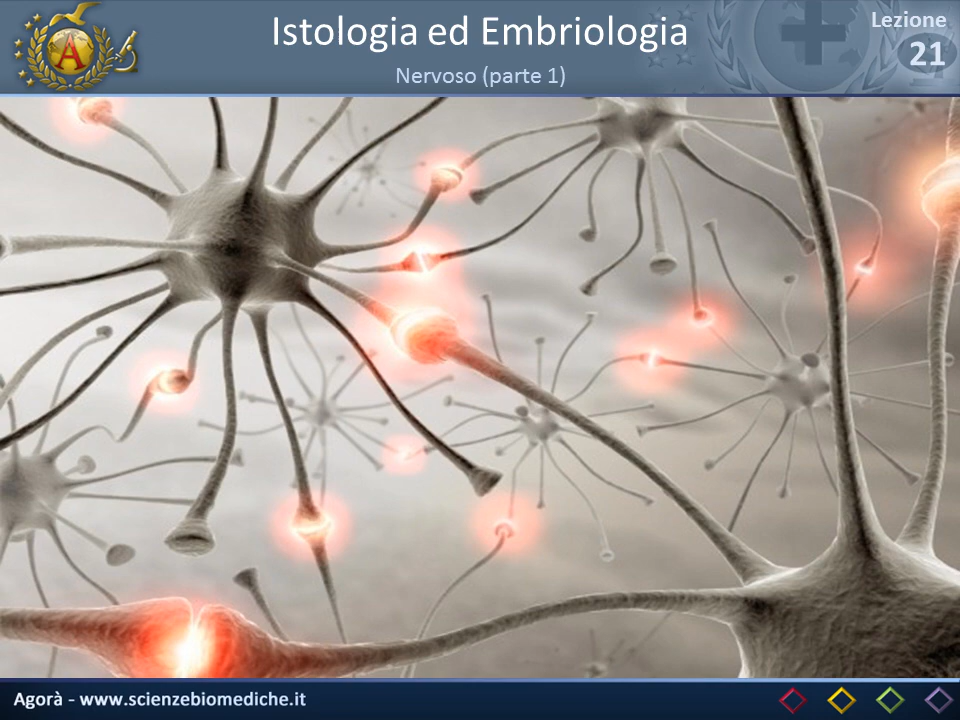 Istologia ed Embriologia
Nervoso (parte 1)
Lezione
21
A
Agorà - www.scienzebiomediche.it